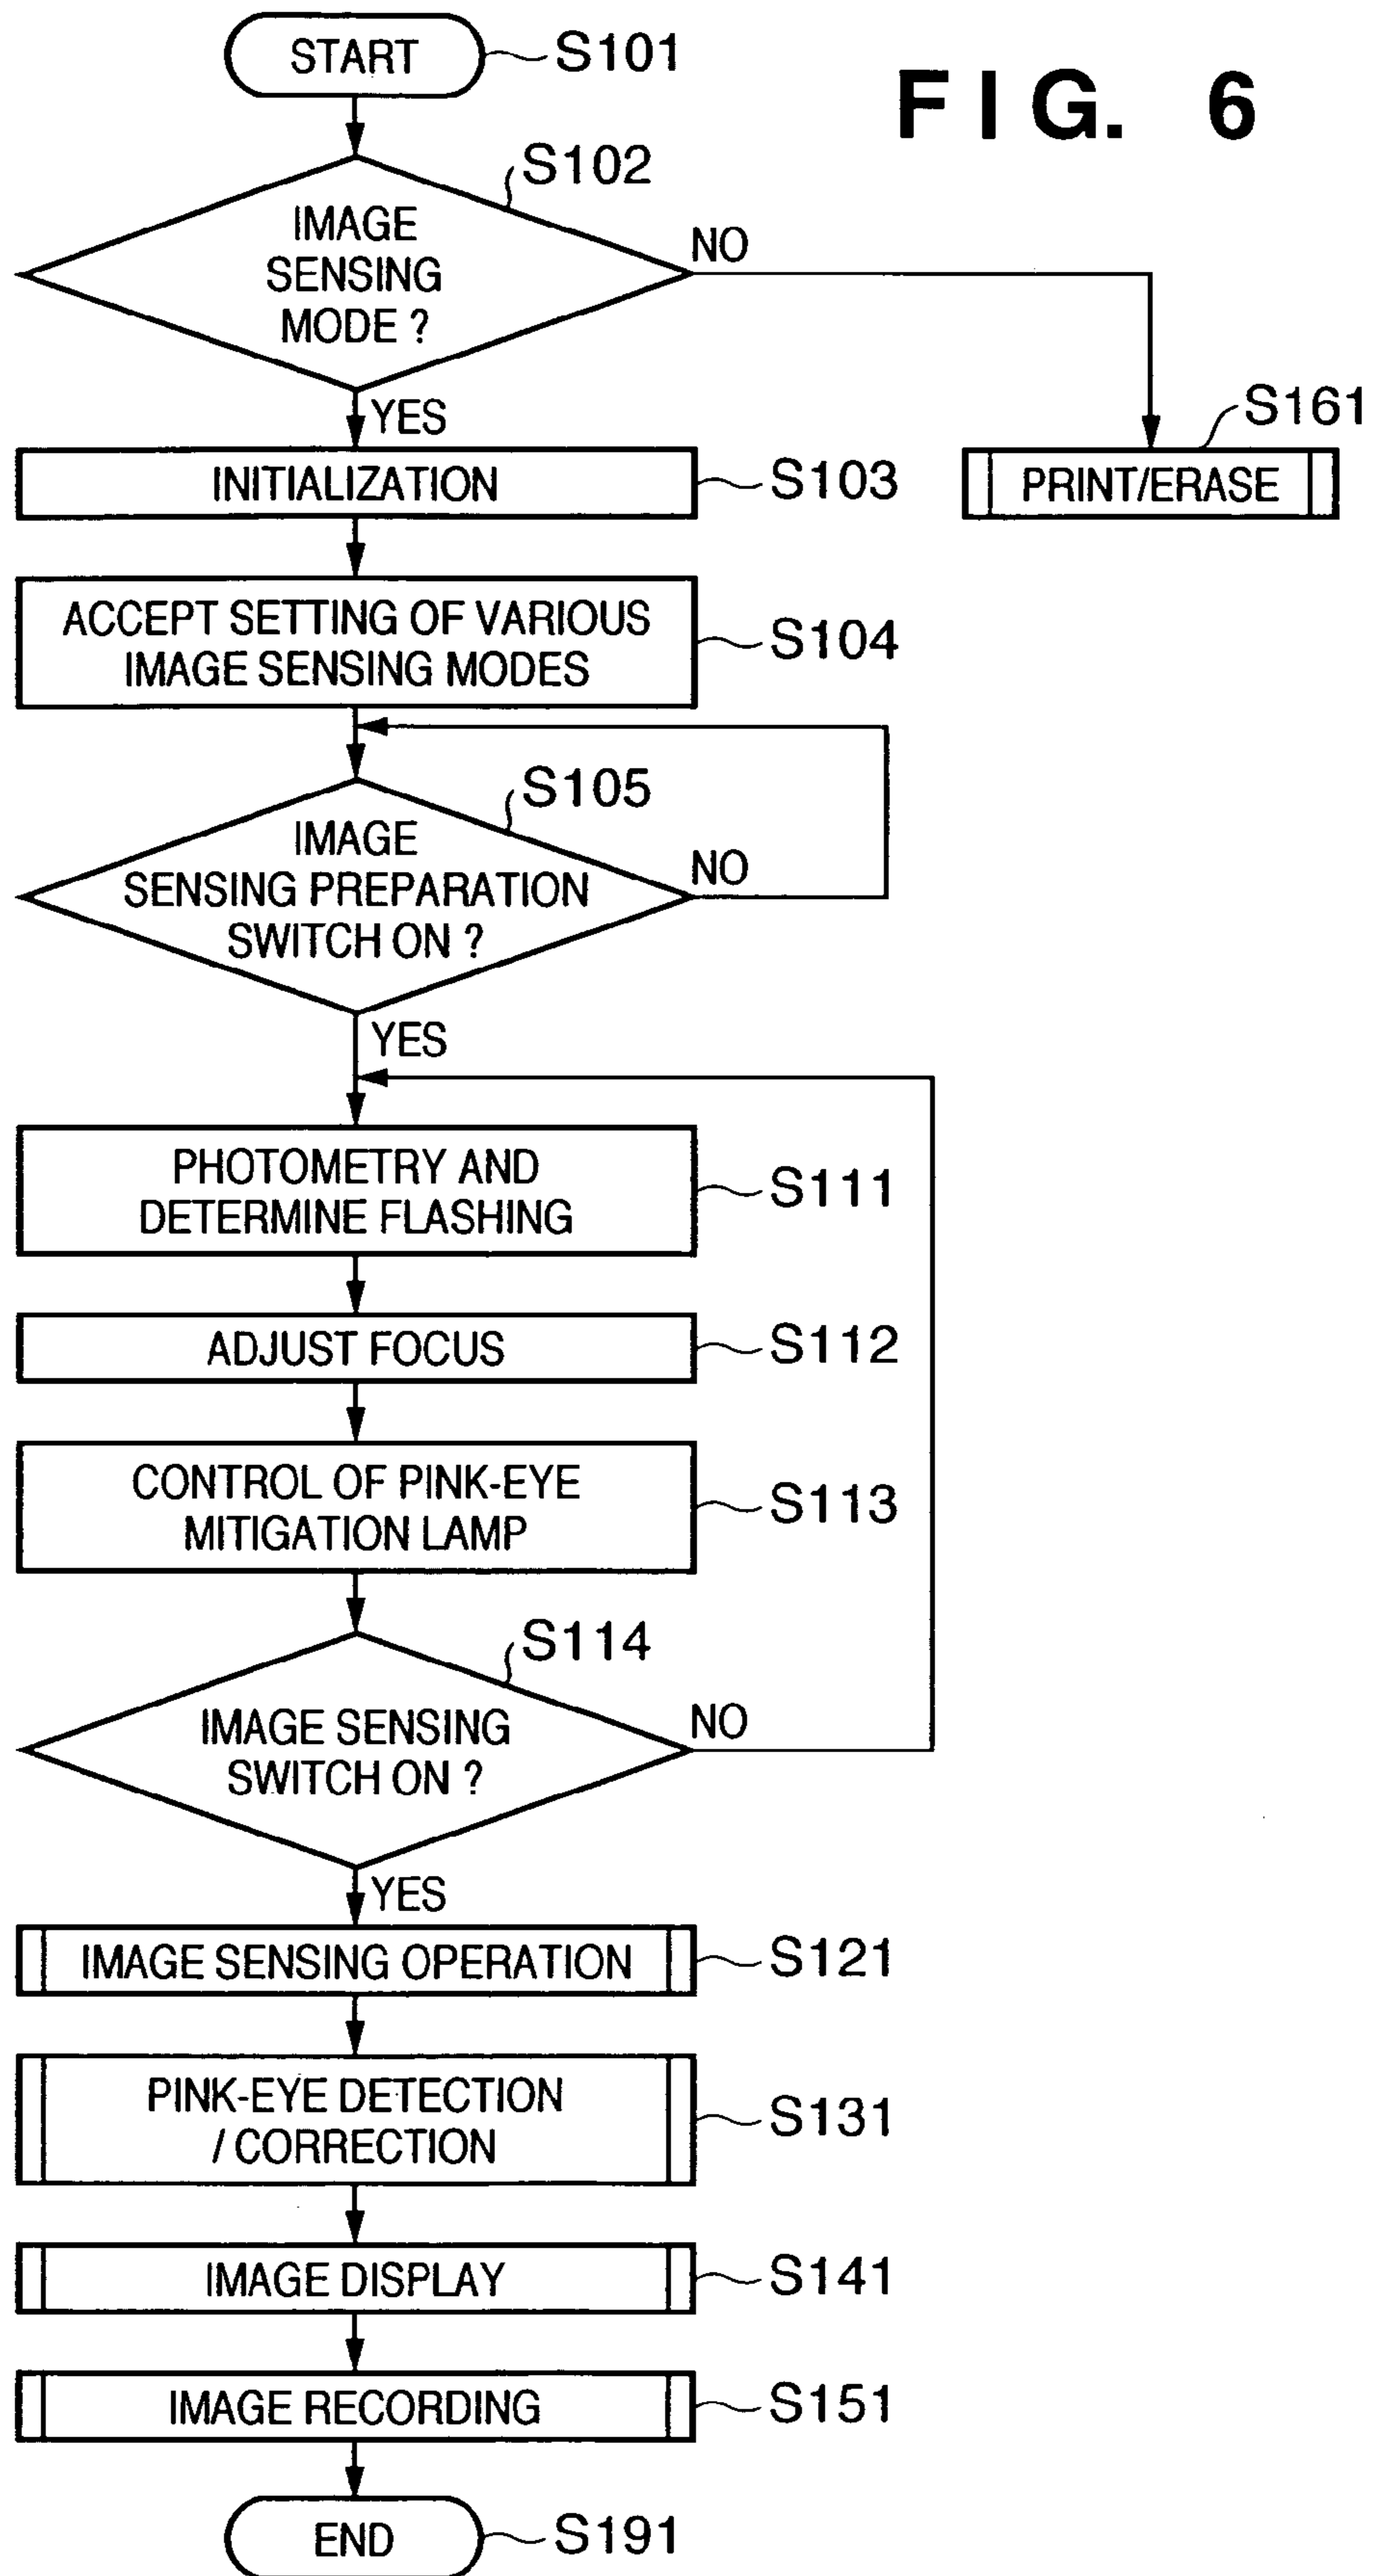 START
S101
FIG. 6
S102
IMAGE
SENSING
MODE ?
NO
YES
S161
INITIALIZATION
S103
PRINT/ERASE
ACCEPT SETTING OF VARIOUS
IMAGE SENSING MODES
S104
S105
IMAGE
SENSING PREPARATION
SWITCH ON ?
NO
YES
PHOTOMETRY AND
DETERMINE FLASHING
S111
ADJUST FOCUS
S112
CONTROL OF PINK-EYE
MITIGATION LAMP
S113
S114
IMAGE SENSING
SWITCH ON ?
NO
YES
IMAGE SENSING OPERATION
S121
PINK-EYE DETECTION
/ CORRECTION
S131
IMAGE DISPLAY
S141
IMAGE RECORDING
S151
END
S191